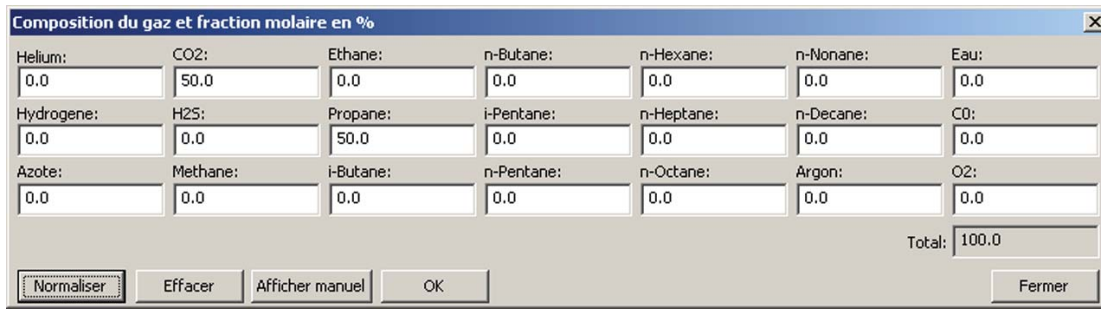 Composition du gaz et fraction molaire en %
Helium: CO2: Ethane: n-Butane: n-Hexane: n-Nonane: Eau:
0.0 50.0 0.0 0.0 0.0 0.0 0.0
Hydrogene: H2S: Propane: i-Pentane: n-Heptane: n-Decane: C0:
0.0 0.0 50.0 0.0 0.0 0.0 0.0
Azote: Methane: i-Butane: n-Pentane: n-Octane: Argon: O2:
0.0 0.0 0.0 0.0 0.0 0.0 0.0
Total: 100.0
Normaliser Effacer Afficher manuel OK Fermer